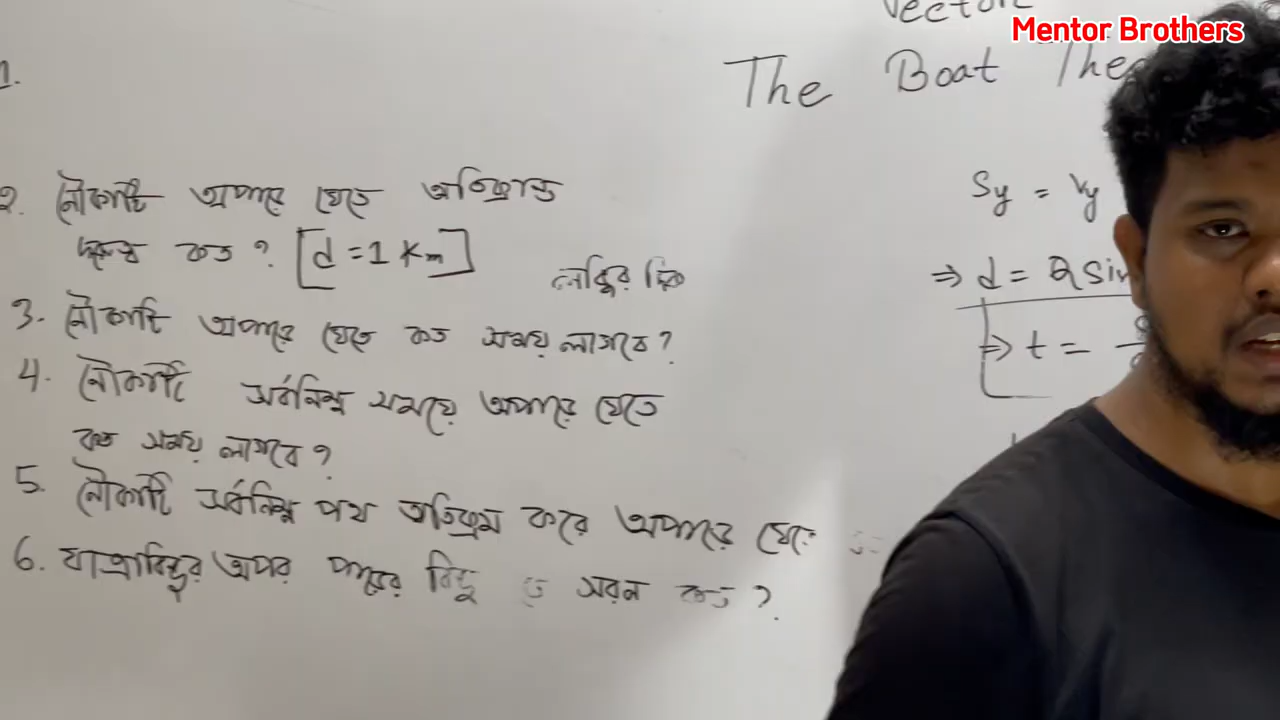 Vector
Mentor Brothers
The Boat The
1.
২. নৌকাটি অপারে যেতে অতিক্রান্ত
দূরত্ব কত? [d = 1 Km]
লব্ধির দিক
3. নৌকাটি অপারে যেতে কত সময় লাগবে?
4. নৌকাটি সর্বনিম্ন সময়ে অপারে যেতে
কত সময় লাগবে?
5. নৌকাটি সর্বনিম্ন পথ অতিক্রম করে অপারে যেতে
6. যাত্রাবিন্দুর অপর পাড়ের বিন্দু সরন কত?
Sy = Vy
⇒ d = 2 sin
⇒ t =